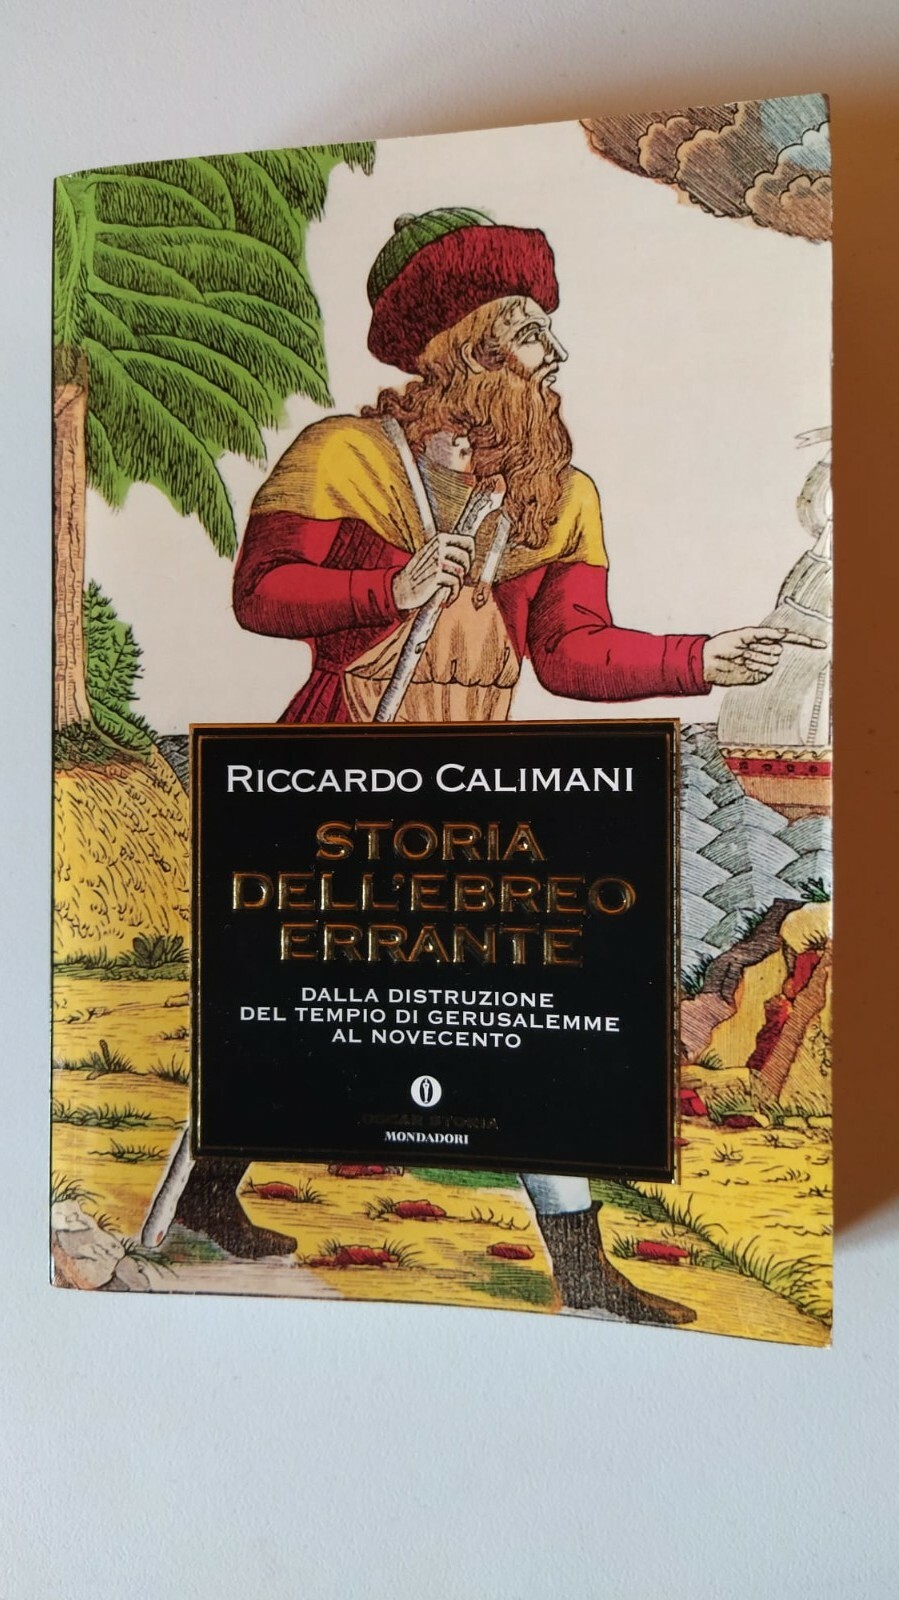 RICCARDO CALIMANI
STORIA
DELL'EBREO
ERRANTE
DALLA DISTRUZIONE
DEL TEMPIO DI GERUSALEMME
AL NOVECENTO
OSCAR STORIA
MONDADORI